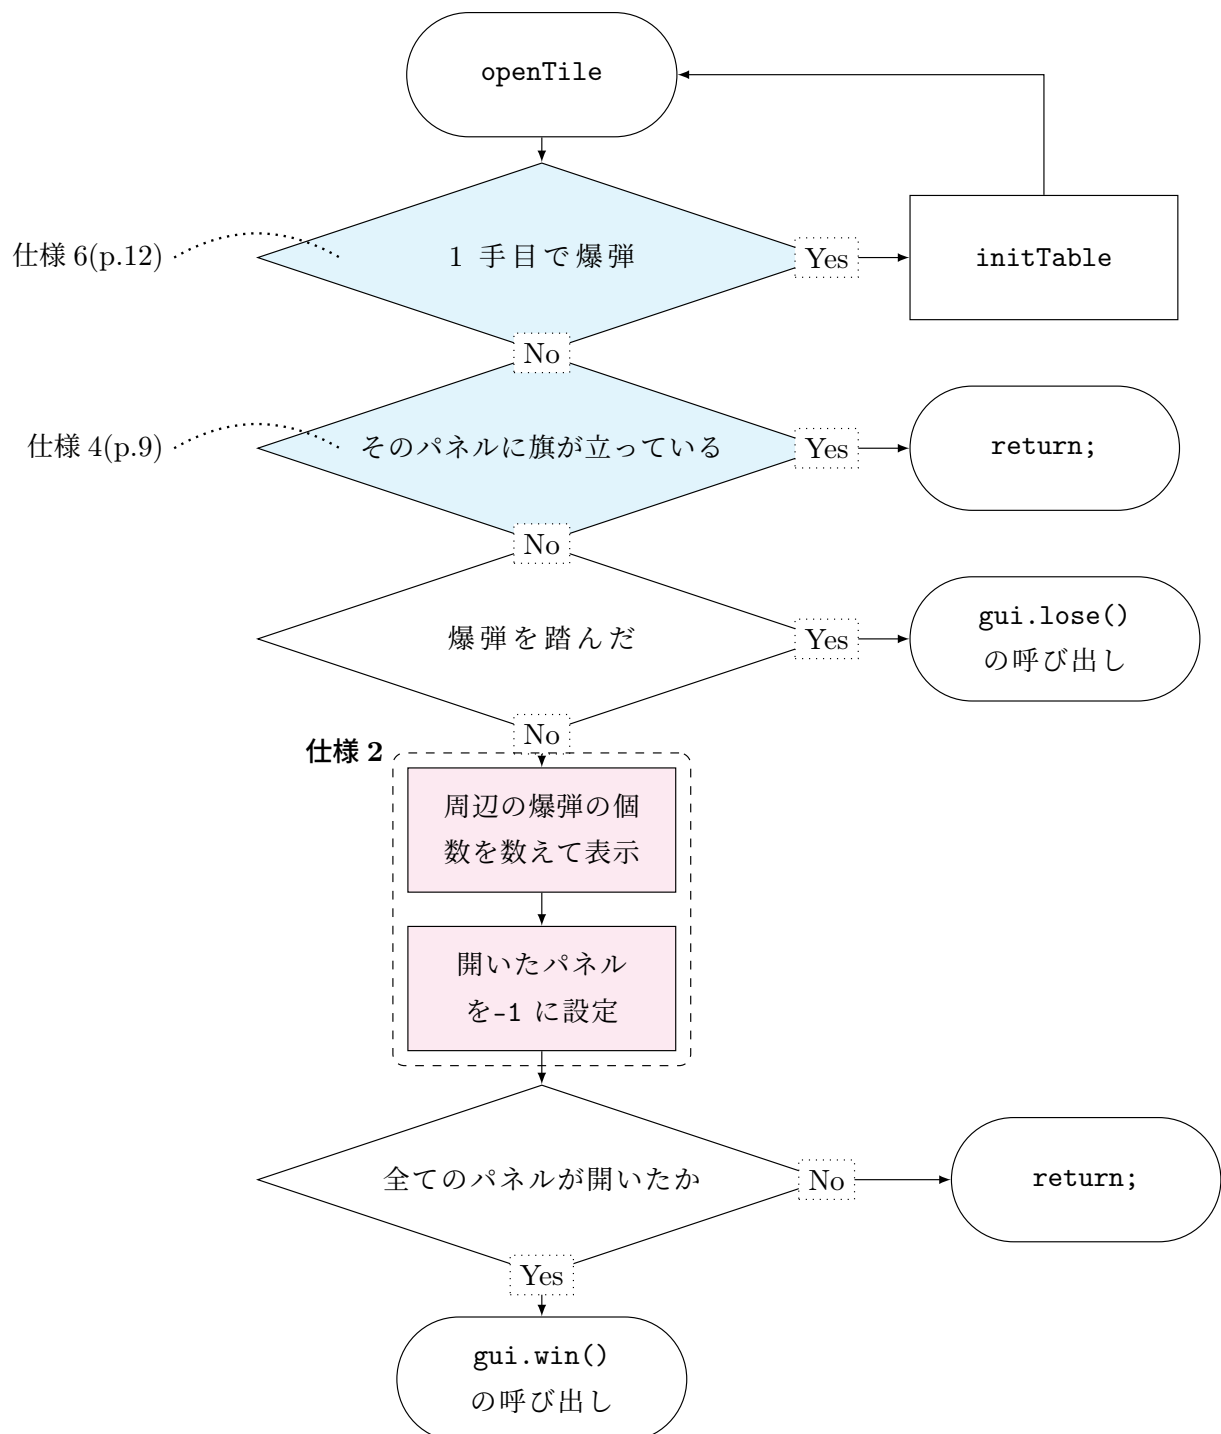 openTile
仕様 6(p.12)
1 手目で爆弾
Yes
initTable
No
仕様 4(p.9)
そのパネルに旗が立っている
Yes
return;
No
爆弾を踏んだ
Yes
gui.lose()
の呼び出し
No
仕様 2
周辺の爆弾の個
数を数えて表示
開いたパネル
を-1 に設定
全てのパネルが開いたか
No
return;
Yes
gui.win()
の呼び出し